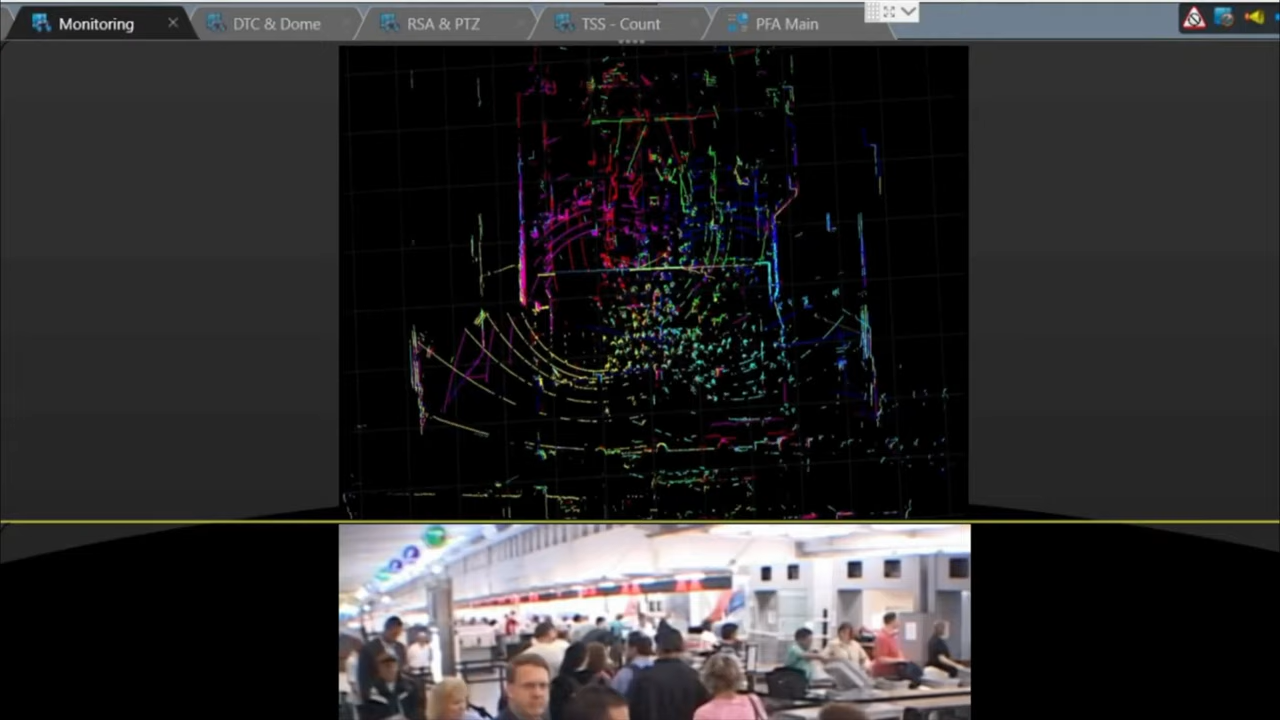 Monitoring
DTC & Dome
RSA & PTZ
TSS - Count
PFA Main